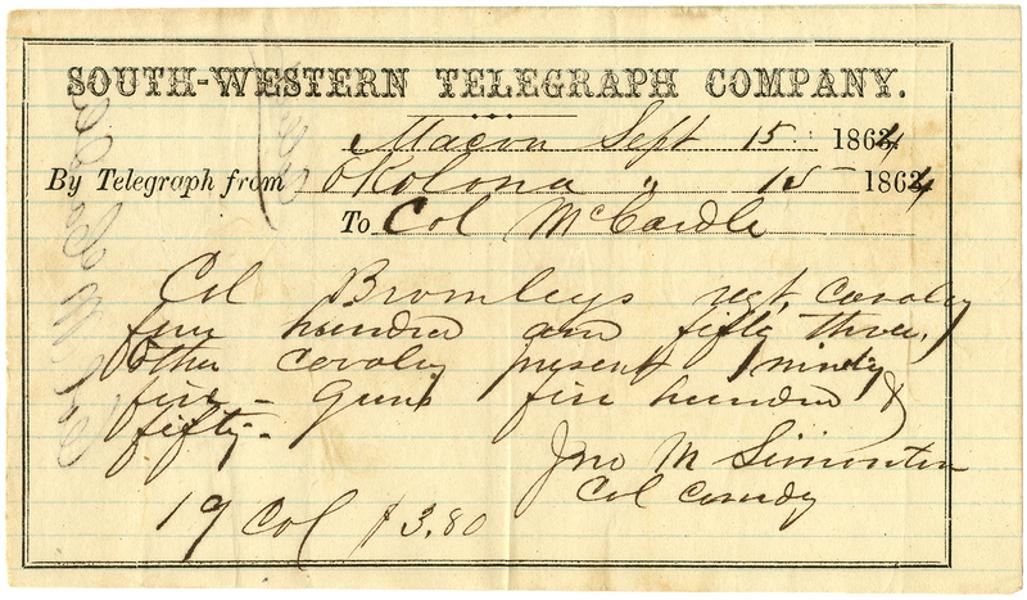 SOUTH-WESTERN TELEGRAPH COMPANY.
Macon Sept 15 1864
By Telegraph from Okolona " 15 1864
To Col McCardle
Col Bromleys regt, cavalry
four hundred and fifty three,
Other cavalry present ninety
five - Guns five hundred &
fifty.-
Jno M Simonton
Col Comdg
19 Col $3.80